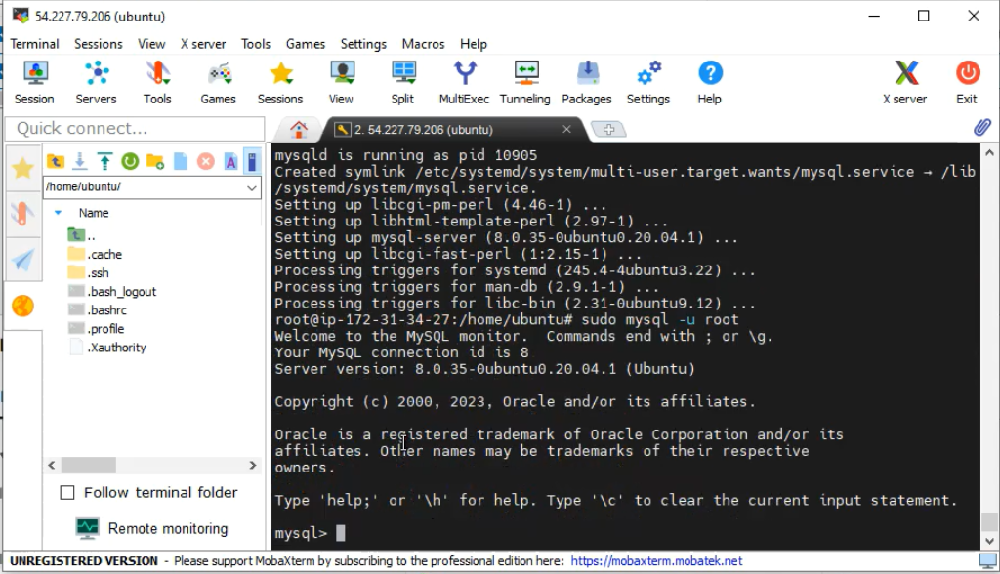 54.227.79.206 (ubuntu)
Terminal Sessions View X server Tools Games Settings Macros Help
Session Servers Tools Games Sessions View Split MultiExec Tunneling Packages Settings Help X server Exit
Quick connect...
2. 54.227.79.206 (ubuntu)
/home/ubuntu/
Name
..
.cache
.ssh
.bash_logout
.bashrc
.profile
.Xauthority
Follow terminal folder
Remote monitoring
mysqld is running as pid 10905
Created symlink /etc/systemd/system/multi-user.target.wants/mysql.service → /lib
/systemd/system/mysql.service.
Setting up libcgi-pm-perl (4.46-1) ...
Setting up libhtml-template-perl (2.97-1) ...
Setting up mysql-server (8.0.35-0ubuntu0.20.04.1) ...
Setting up libcgi-fast-perl (1:2.15-1) ...
Processing triggers for systemd (245.4-4ubuntu3.22) ...
Processing triggers for man-db (2.9.1-1) ...
Processing triggers for libc-bin (2.31-0ubuntu9.12) ...
root@ip-172-31-34-27:/home/ubuntu# sudo mysql -u root
Welcome to the MySQL monitor.  Commands end with ; or \g.
Your MySQL connection id is 8
Server version: 8.0.35-0ubuntu0.20.04.1 (Ubuntu)
Copyright (c) 2000, 2023, Oracle and/or its affiliates.
Oracle is a registered trademark of Oracle Corporation and/or its
affiliates. Other names may be trademarks of their respective
owners.
Type 'help;' or '\h' for help. Type '\c' to clear the current input statement.
mysql>
UNREGISTERED VERSION - Please support MobaXterm by subscribing to the professional edition here: https://mobaxterm.mobatek.net